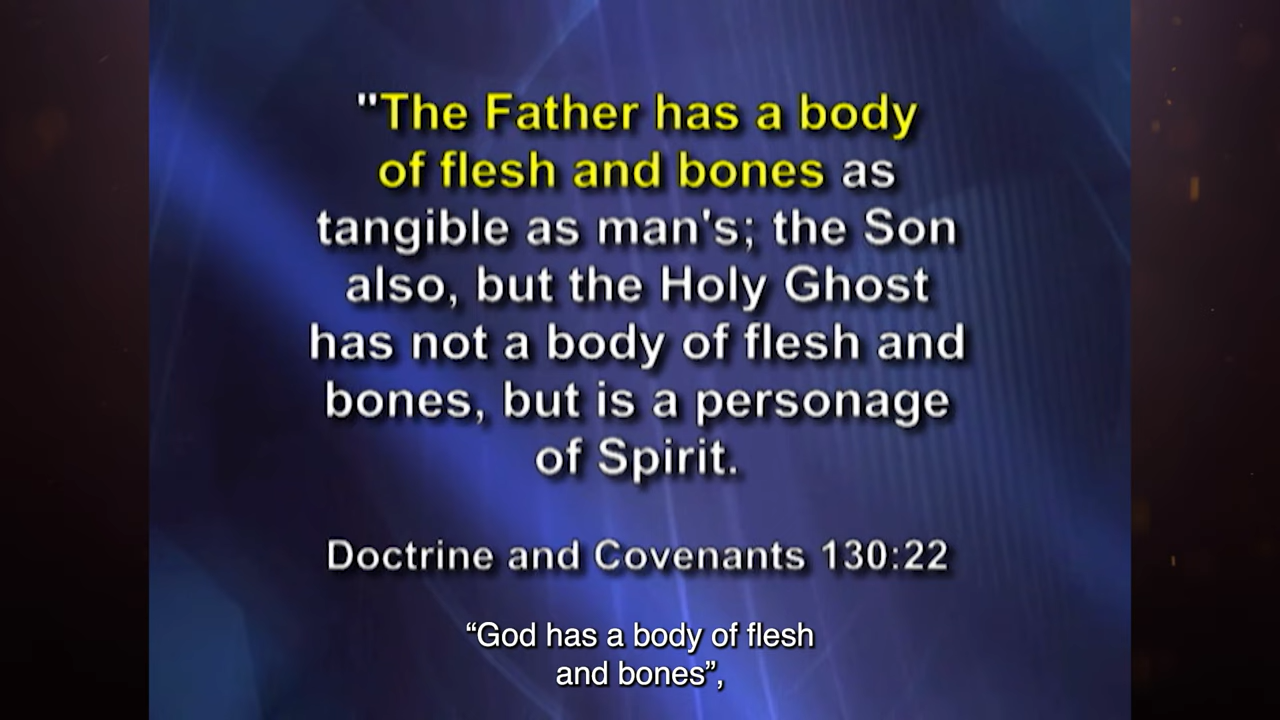 "The Father has a body
of flesh and bones as
tangible as man's; the Son
also, but the Holy Ghost
has not a body of flesh and
bones, but is a personage
of Spirit.
Doctrine and Covenants 130:22
“God has a body of flesh
and bones”,